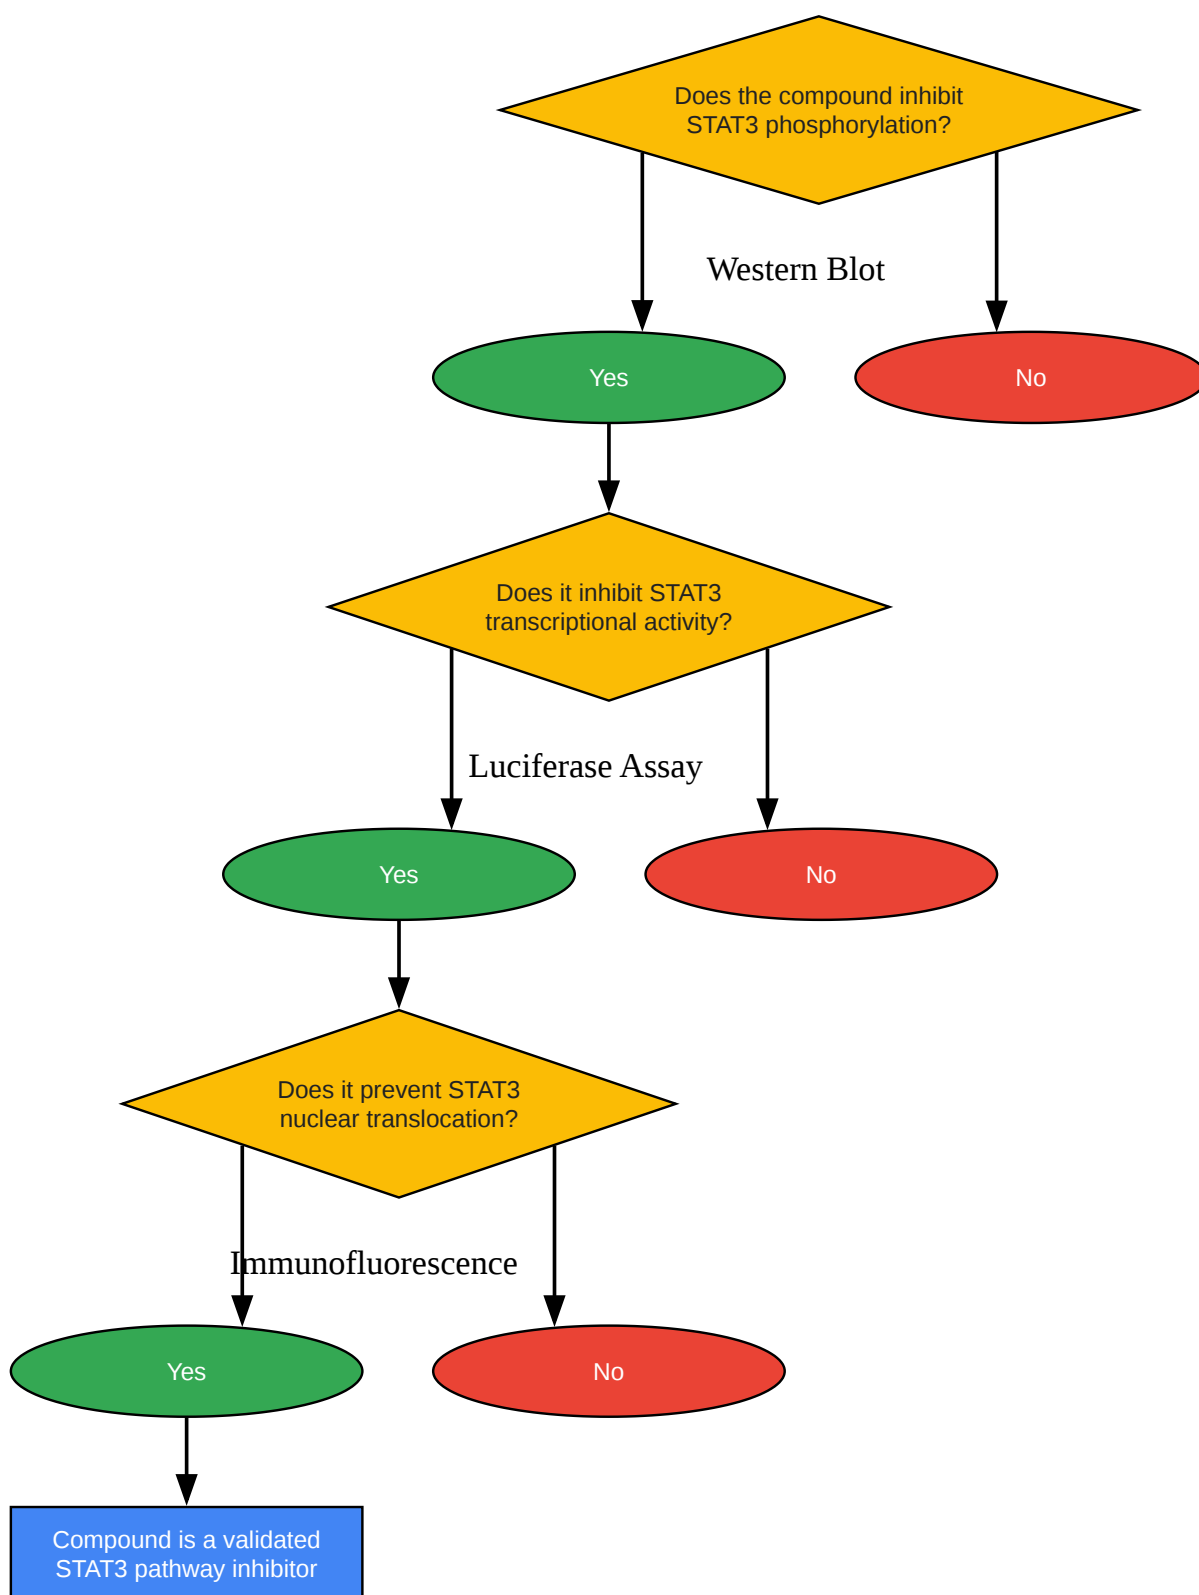 Does the compound inhibit
STAT3 phosphorylation?
Western Blot
Yes
No
Does it inhibit STAT3
transcriptional activity?
Luciferase Assay
Yes
No
Does it prevent STAT3
nuclear translocation?
Immunofluorescence
Yes
No
Compound is a validated
STAT3 pathway inhibitor